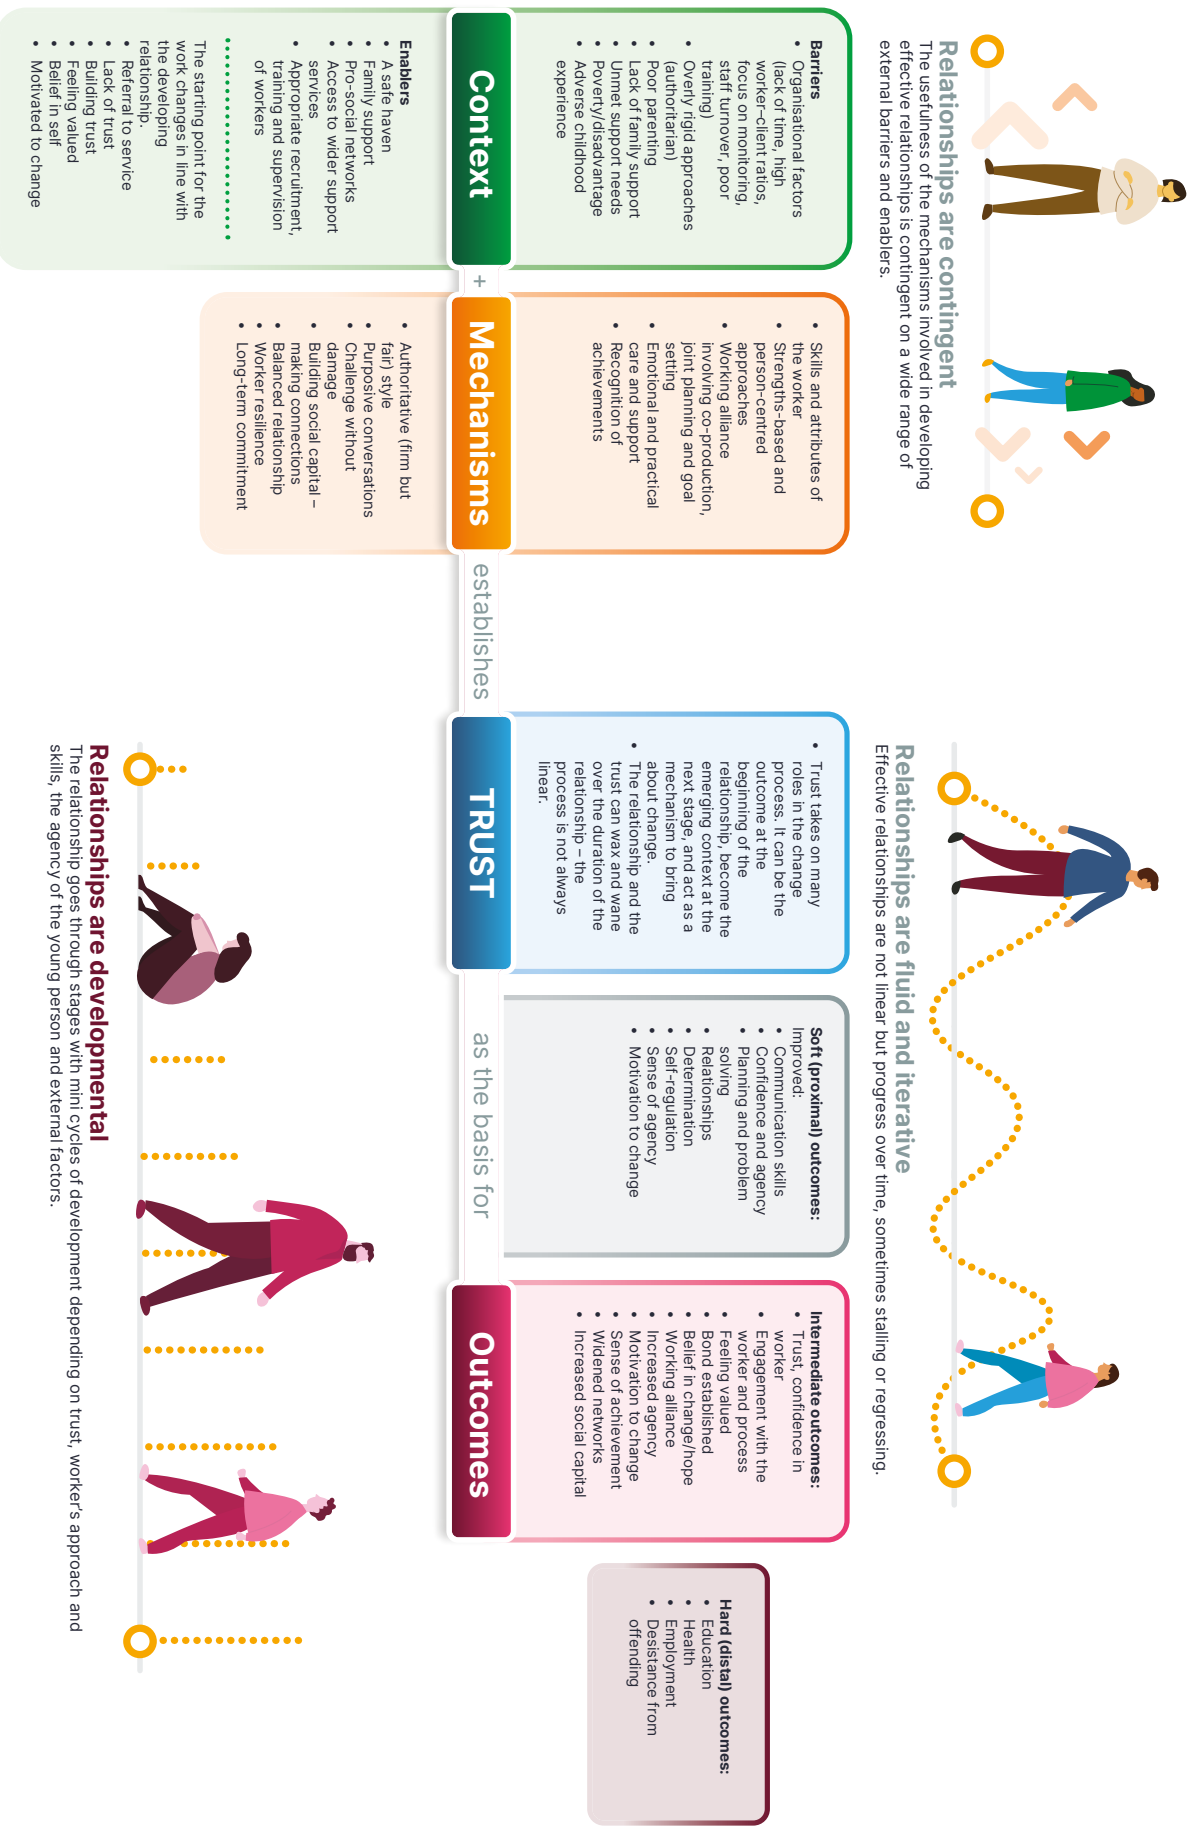 Relationships are contingent
The usefulness of the mechanisms involved in developing
effective relationships is contingent on a wide range of
external barriers and enablers.
Relationships are fluid and iterative
Effective relationships are not linear but progress over time, sometimes stalling or regressing.
Barriers
• Organisational factors
(lack of time, high
worker–client ratios,
focus on monitoring,
staff turnover, poor
training)
• Overly rigid approaches
(authoritarian)
• Poor parenting
• Lack of family support
• Unmet support needs
• Poverty/disadvantage
• Adverse childhood
experience
Context
Enablers
• A safe haven
• Family support
• Pro-social networks
• Access to wider support
services
• Appropriate recruitment,
training and supervision
of workers
The starting point for the
work changes in line with
the developing
relationship.
• Referral to service
• Lack of trust
• Building trust
• Feeling valued
• Belief in self
• Motivated to change
+
• Skills and attributes of
the worker
• Strengths-based and
person-centred
approaches
• Working alliance
involving co-production,
joint planning and goal
setting
• Emotional and practical
care and support
• Recognition of
achievements
Mechanisms
• Authoritative (firm but
fair) style
• Purposive conversations
• Challenge without
damage
• Building social capital –
making connections
• Balanced relationship
• Worker resilience
• Long-term commitment
establishes
• Trust takes on many
roles in the change
process. It can be the
outcome at the
beginning of the
relationship, become the
emerging context at the
next stage, and act as a
mechanism to bring
about change.
• The relationship and the
trust can wax and wane
over the duration of the
relationship – the
process is not always
linear.
TRUST
Soft (proximal) outcomes:
Improved:
• Communication skills
• Confidence and agency
• Planning and problem
solving
• Relationships
• Determination
• Self-regulation
• Sense of agency
• Motivation to change
as the basis for
Intermediate outcomes:
• Trust, confidence in
worker
• Engagement with the
worker and process
• Feeling valued
• Bond established
• Belief in change/hope
• Working alliance
• Increased agency
• Motivation to change
• Sense of achievement
• Widened networks
• Increased social capital
Outcomes
Hard (distal) outcomes:
• Education
• Health
• Employment
• Desistance from
offending
Relationships are developmental
The relationship goes through stages with mini cycles of development depending on trust, worker's approach and
skills, the agency of the young person and external factors.